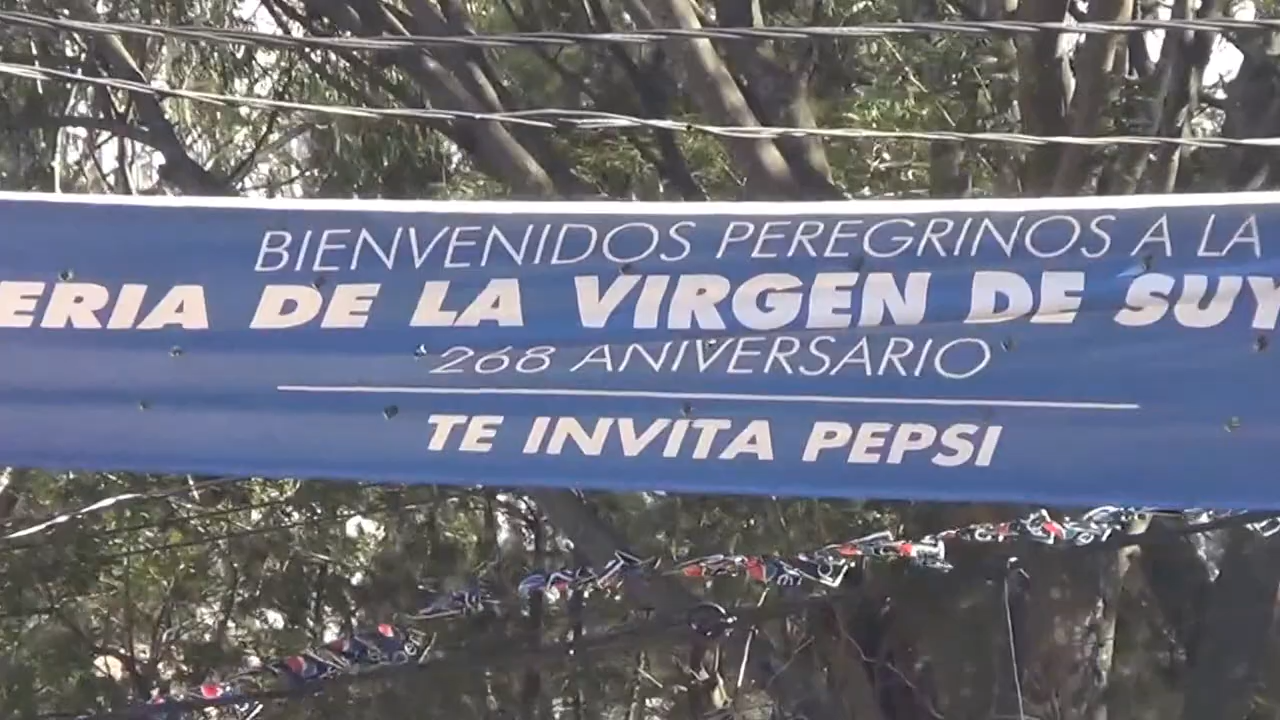 BIENVENIDOS PEREGRINOS A LA
ERIA DE LA VIRGEN DE SUY
268 ANIVERSARIO
TE INVITA PEPSI